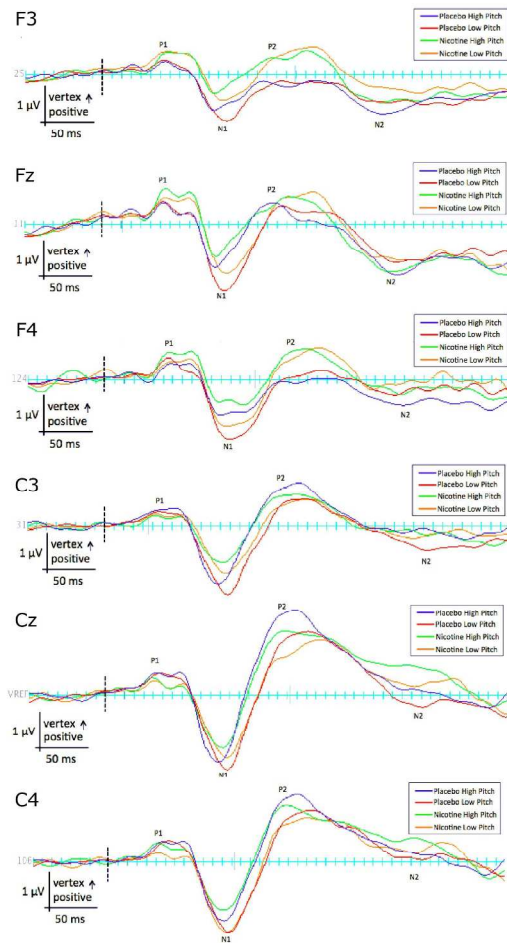 F3
P1
P2
Placebo High Pitch
Placebo Low Pitch
Nicotine High Pitch
Nicotine Low Pitch
25
1 µV
vertex ↑
positive
50 ms
N1
N2
Fz
P1
P2
Placebo High Pitch
Placebo Low Pitch
Nicotine High Pitch
Nicotine Low Pitch
11
1 µV
vertex ↑
positive
50 ms
N1
N2
F4
P1
P2
Placebo High Pitch
Placebo Low Pitch
Nicotine High Pitch
Nicotine Low Pitch
124
1 µV
vertex ↑
positive
50 ms
N1
N2
C3
P1
P2
Placebo High Pitch
Placebo Low Pitch
Nicotine High Pitch
Nicotine Low Pitch
31
1 µV
vertex ↑
positive
50 ms
N1
N2
Cz
P1
P2
Placebo High Pitch
Placebo Low Pitch
Nicotine High Pitch
Nicotine Low Pitch
VREF
1 µV
vertex ↑
positive
50 ms
N1
N2
C4
P1
P2
Placebo High Pitch
Placebo Low Pitch
Nicotine High Pitch
Nicotine Low Pitch
106
1 µV
vertex ↑
positive
50 ms
N1
N2